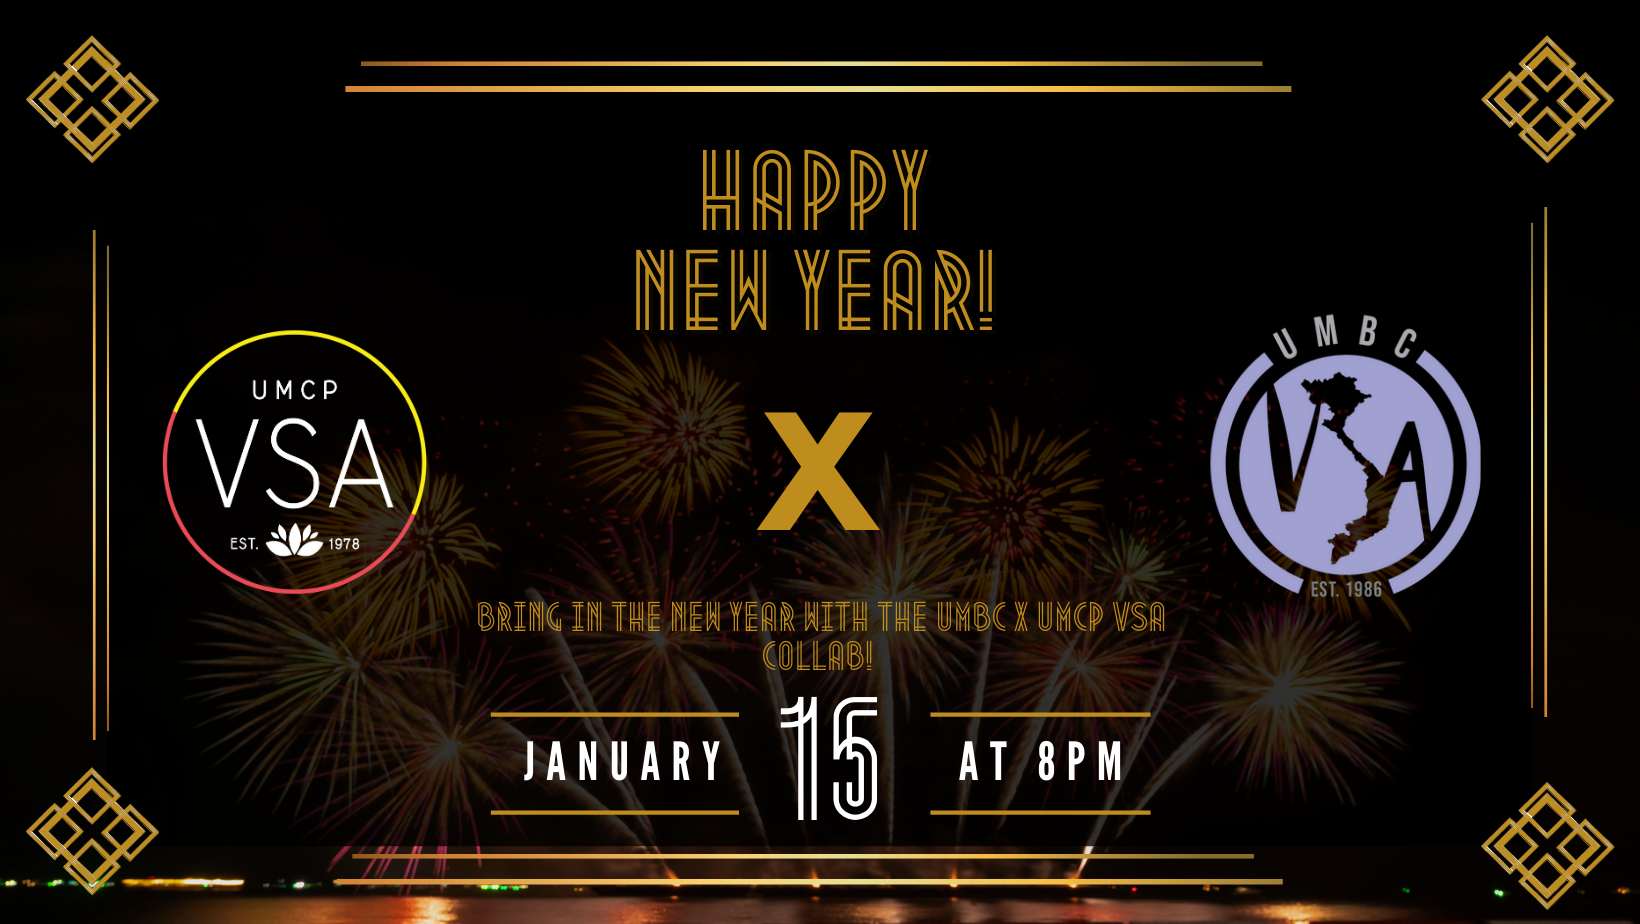 HAPPY
NEW YEAR!
UMCP
VSA
EST. 1978
X
UMBC
VSA
EST. 1986
BRING IN THE NEW YEAR WITH THE UMBC X UMCP VSA
COLLAB!
JANUARY 15 AT 8PM